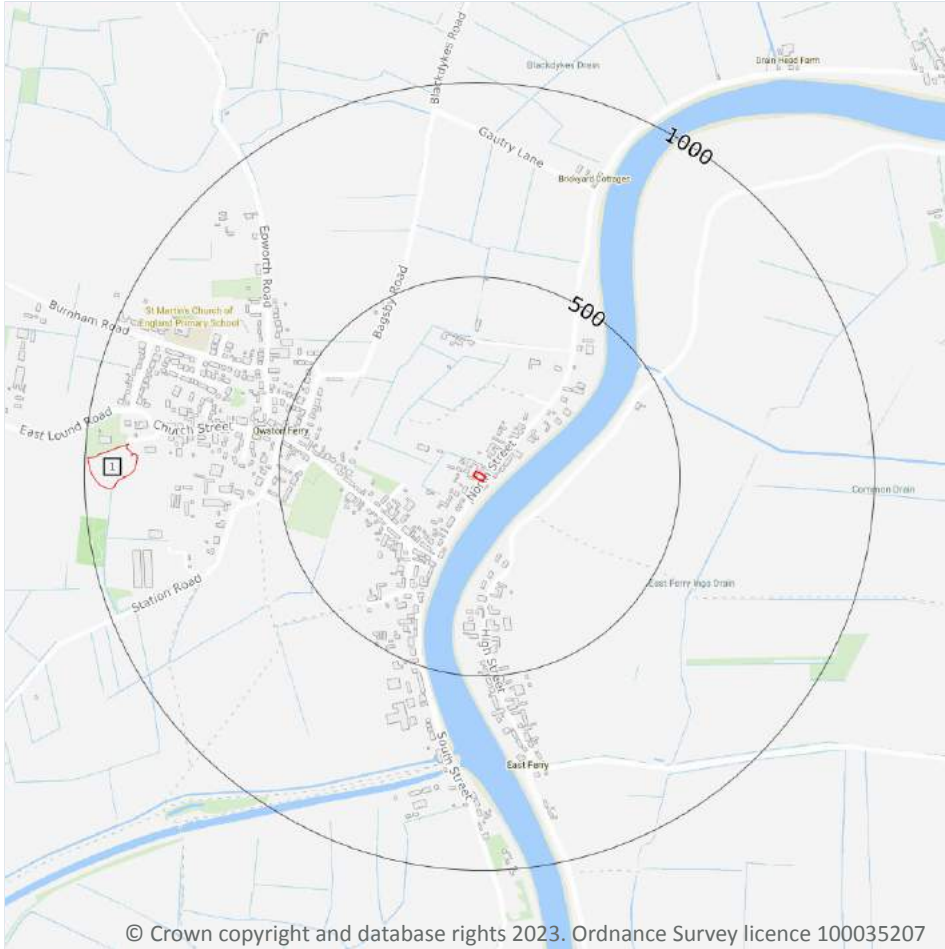 Blackdykes Road
Blackdykes Drain
Drain Head Farm
1000
Gautry Lane
Brickyard Cottages
Epworth Road
Bagsby Road
500
Burnham Road
St Martin's Church of
England Primary School
East Lound Road
Church Street
Owston Ferry
1
North Street
Common Drain
Station Road
East Ferry Ings Drain
High Street
South Street
East Ferry
© Crown copyright and database rights 2023. Ordnance Survey licence 100035207